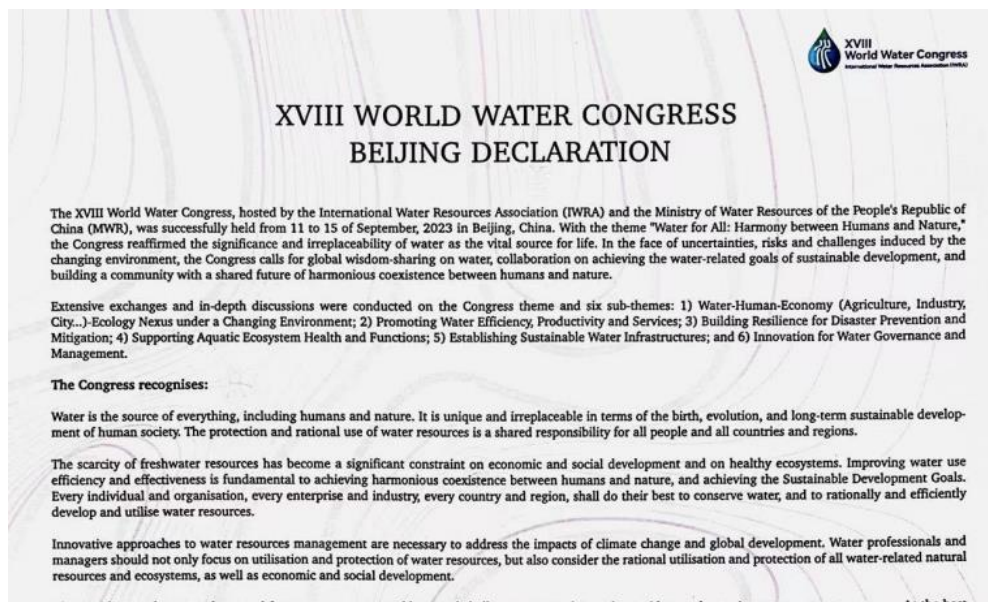 XVIII
World Water Congress
International Water Resources Association (IWRA)
XVIII WORLD WATER CONGRESS
BEIJING DECLARATION
The XVIII World Water Congress, hosted by the International Water Resources Association (IWRA) and the Ministry of Water Resources of the People's Republic of
China (MWR), was successfully held from 11 to 15 of September, 2023 in Beijing, China. With the theme "Water for All: Harmony between Humans and Nature,"
the Congress reaffirmed the significance and irreplaceability of water as the vital source for life. In the face of uncertainties, risks and challenges induced by the
changing environment, the Congress calls for global wisdom-sharing on water, collaboration on achieving the water-related goals of sustainable development, and
building a community with a shared future of harmonious coexistence between humans and nature.
Extensive exchanges and in-depth discussions were conducted on the Congress theme and six sub-themes: 1) Water-Human-Economy (Agriculture, Industry,
City...)-Ecology Nexus under a Changing Environment; 2) Promoting Water Efficiency, Productivity and Services; 3) Building Resilience for Disaster Prevention and
Mitigation; 4) Supporting Aquatic Ecosystem Health and Functions; 5) Establishing Sustainable Water Infrastructures; and 6) Innovation for Water Governance and
Management.
The Congress recognises:
Water is the source of everything, including humans and nature. It is unique and irreplaceable in terms of the birth, evolution, and long-term sustainable develop-
ment of human society. The protection and rational use of water resources is a shared responsibility for all people and all countries and regions.
The scarcity of freshwater resources has become a significant constraint on economic and social development and on healthy ecosystems. Improving water use
efficiency and effectiveness is fundamental to achieving harmonious coexistence between humans and nature, and achieving the Sustainable Development Goals.
Every individual and organisation, every enterprise and industry, every country and region, shall do their best to conserve water, and to rationally and efficiently
develop and utilise water resources.
Innovative approaches to water resources management are necessary to address the impacts of climate change and global development. Water professionals and
managers should not only focus on utilisation and protection of water resources, but also consider the rational utilisation and protection of all water-related natural
resources and ecosystems, as well as economic and social development.